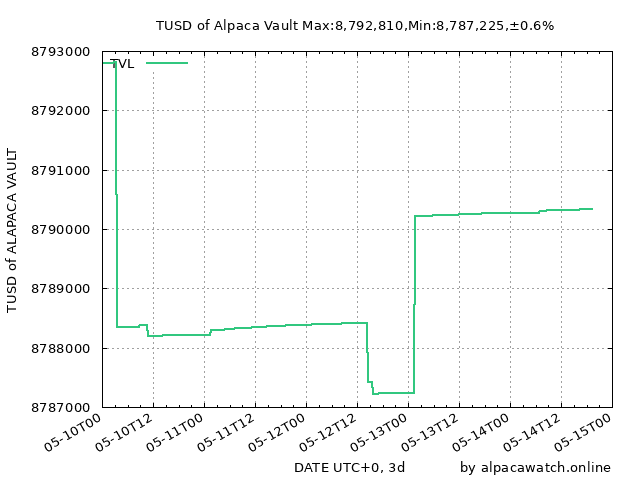 TUSD of Alpaca Vault Max:8,792,810,Min:8,787,225,±0.6%
8793000
TVL
8792000
8791000
8790000
8789000
8788000
8787000
TUSD of ALAPACA VAULT
05-10T00
05-10T12
05-11T00
05-11T12
05-12T00
05-12T12
05-13T00
05-13T12
05-14T00
05-14T12
05-15T00
DATE UTC+0, 3d
by alpacawatch.online